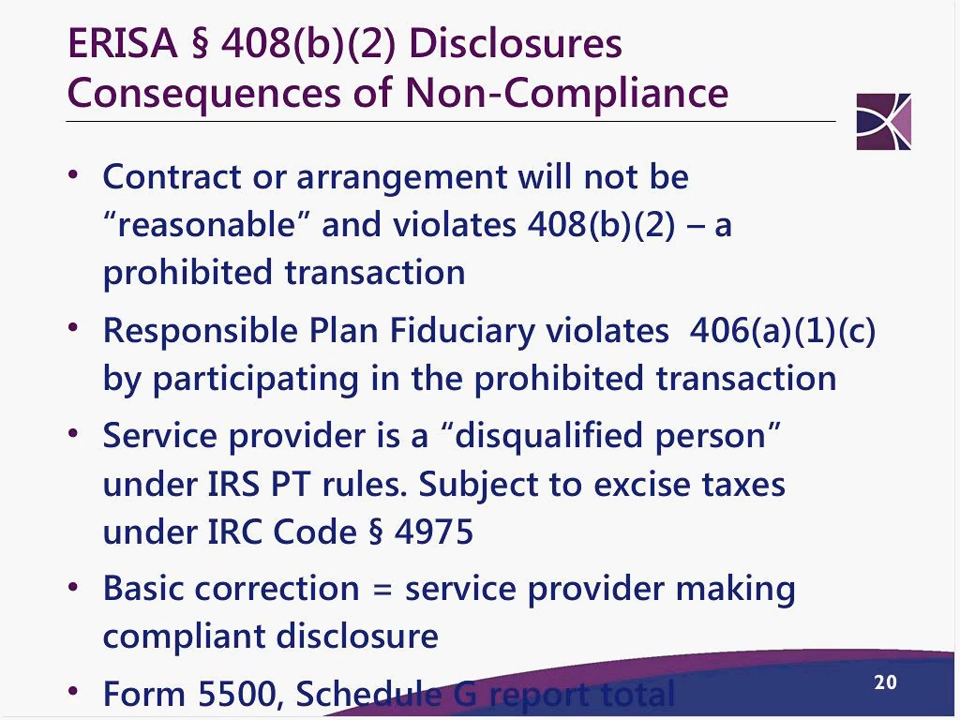 ERISA § 408(b)(2) Disclosures
Consequences of Non-Compliance
• Contract or arrangement will not be
“reasonable” and violates 408(b)(2) – a
prohibited transaction
• Responsible Plan Fiduciary violates 406(a)(1)(c)
by participating in the prohibited transaction
• Service provider is a “disqualified person”
under IRS PT rules. Subject to excise taxes
under IRC Code § 4975
• Basic correction = service provider making
compliant disclosure
• Form 5500, Schedule G report total
20